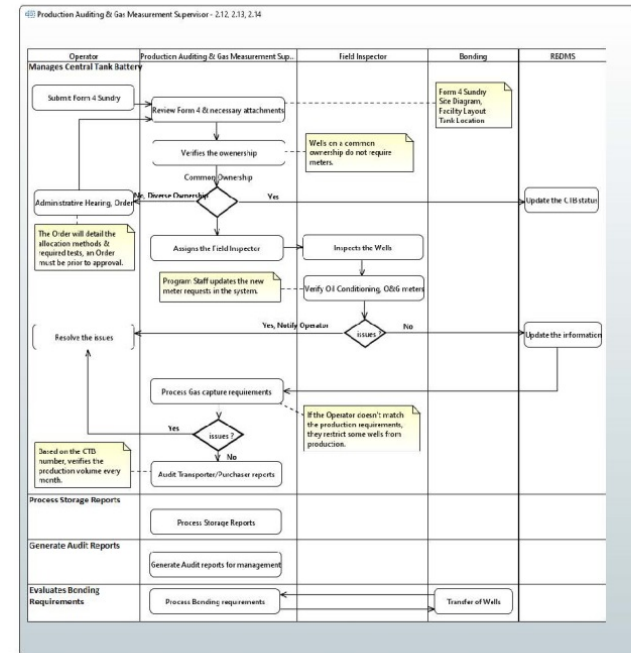 Production Auditing & Gas Measurement Supervisor - 2.12, 2.13, 2.14
Operator
Production Auditing & Gas Measurement Sup...
Field Inspector
Bonding
RBDMS
Manages Central Tank Battery
Submit Form 4 Sundry
Review Form 4 & necessary attachments
Form 4 Sundry
Site Diagram,
Facility Layout
Tank Location
Verifies the owenership
Wells on a common
ownership do not require
meters.
Common Ownership
Administrative Hearing, Order
No, Diverse Ownership
Yes
Update the CTB status
The Order will detail the
allocation methods &
required tests, an Order
must be prior to approval.
Assigns the Field Inspector
Inspects the Wells
Program Staff updates the new
meter requests in the system.
Verify Oil Conditioning, O&G meters
Resolve the issues
Yes, Notify Operator
issues ?
No
Update the information
Process Gas capture requirements
If the Operator doesn't match
the production requirements,
they restrict some wells from
production.
Yes
issues ?
No
Based on the CTB
number, verifies the
production volume every
month.
Audit Transporter/Purchaser reports
Process Storage Reports
Process Storage Reports
Generate Audit Reports
Generate Audit reports for management
Evaluates Bonding
Requirements
Process Bonding requirements
Transfer of Wells